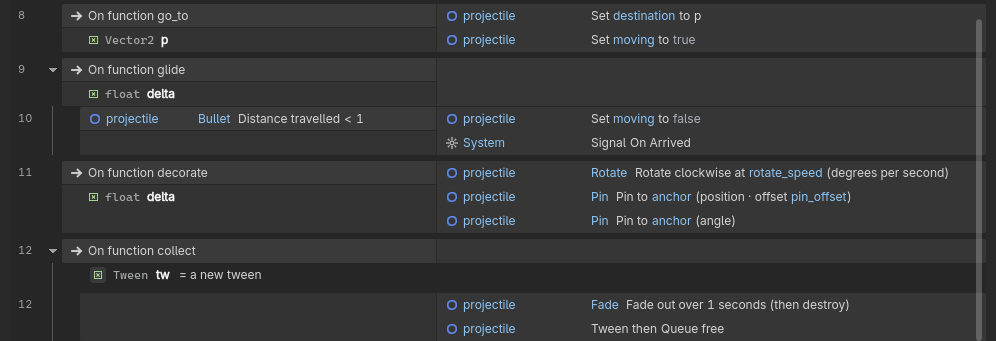 8 On function go_to projectile Set destination to p
Vector2 p projectile Set moving to true
9 On function glide
float delta
10 projectile Bullet Distance travelled < 1 projectile Set moving to false
System Signal On Arrived
11 On function decorate projectile Rotate Rotate clockwise at rotate_speed (degrees per second)
float delta projectile Pin Pin to anchor (position · offset pin_offset)
projectile Pin Pin to anchor (angle)
12 On function collect
Tween tw = a new tween
12 projectile Fade Fade out over 1 seconds (then destroy)
projectile Tween then Queue free